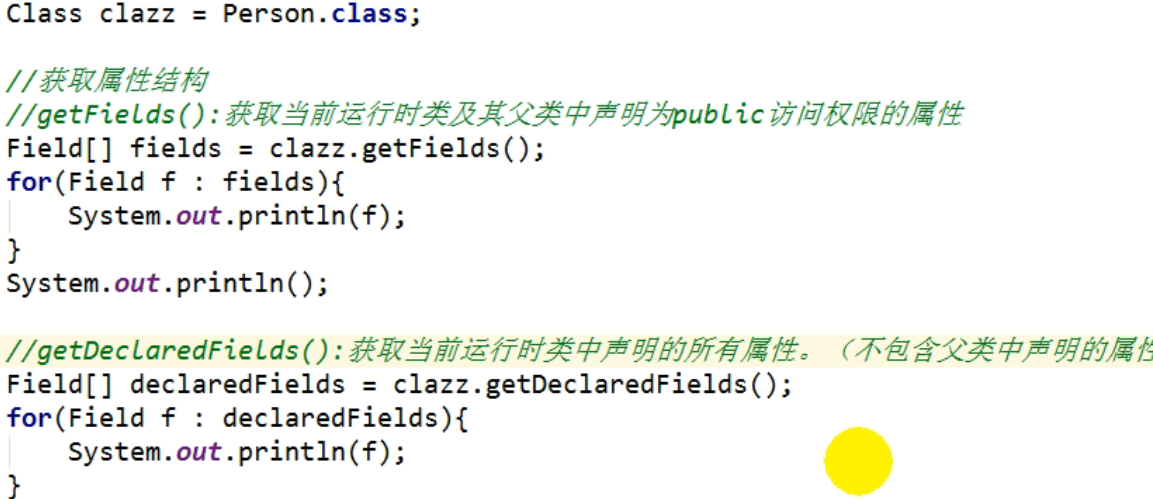 Class clazz = Person.class;
//获取属性结构
//getFields():获取当前运行时类及其父类中声明为public访问权限的属性
Field[] fields = clazz.getFields();
for(Field f : fields){
System.out.println(f);
}
System.out.println();
//getDeclaredFields():获取当前运行时类中声明的所有属性。（不包含父类中声明的属性
Field[] declaredFields = clazz.getDeclaredFields();
for(Field f : declaredFields){
System.out.println(f);
}